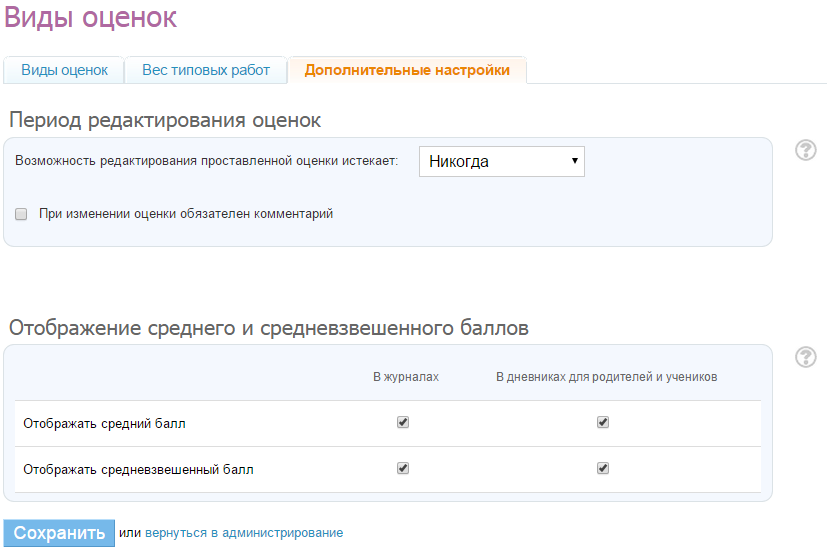 Виды оценок
Виды оценок Вес типовых работ Дополнительные настройки
Период редактирования оценок
Возможность редактирования проставленной оценки истекает: Никогда
При изменении оценки обязателен комментарий
Отображение среднего и средневзвешенного баллов
В журналах В дневниках для родителей и учеников
Отображать средний балл
Отображать средневзвешенный балл
Сохранить или вернуться в администрирование